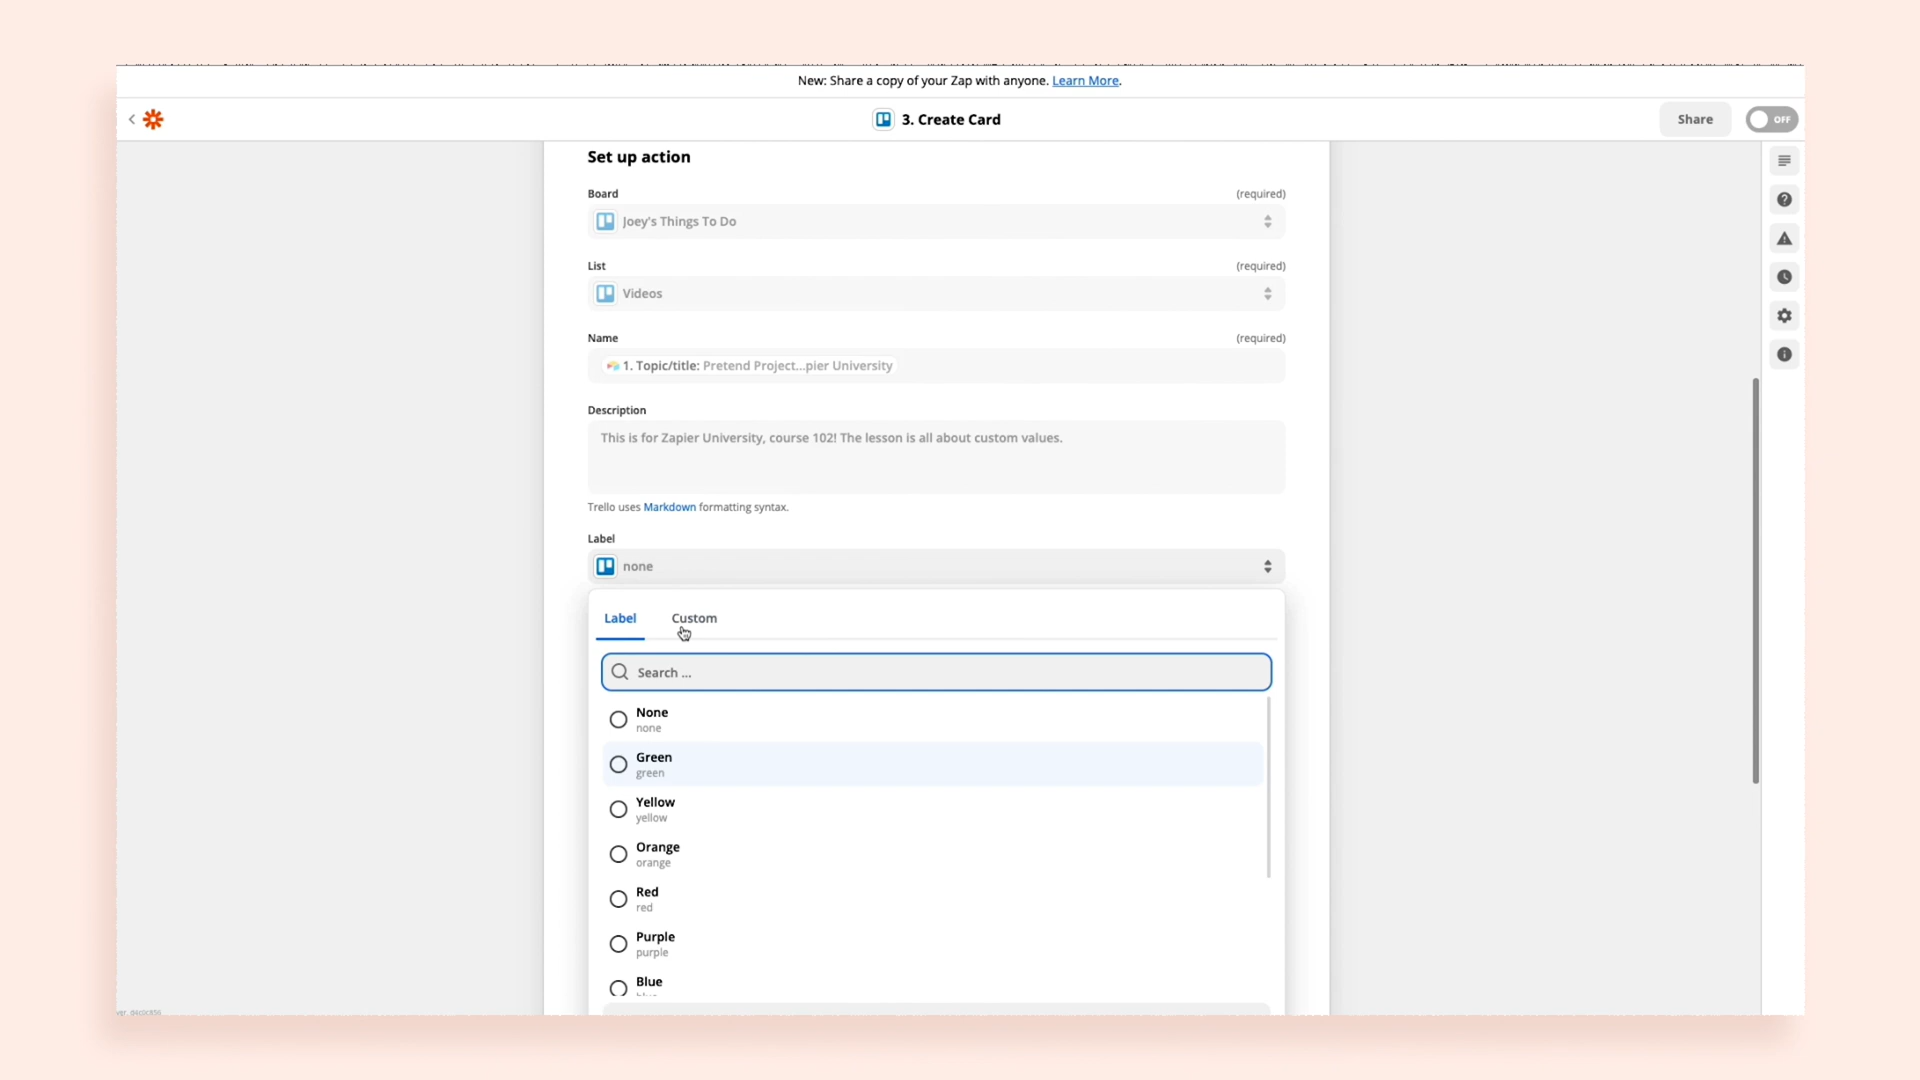 New: Share a copy of your Zap with anyone. Learn More.
3. Create Card
Share
OFF
Set up action
Board
(required)
Joey's Things To Do
List
(required)
Videos
Name
(required)
1. Topic/title: Pretend Project...pier University
Description
This is for Zapier University, course 102! The lesson is all about custom values.
Trello uses Markdown formatting syntax.
Label
none
Label
Custom
Search ...
None
none
Green
green
Yellow
yellow
Orange
orange
Red
red
Purple
purple
Blue